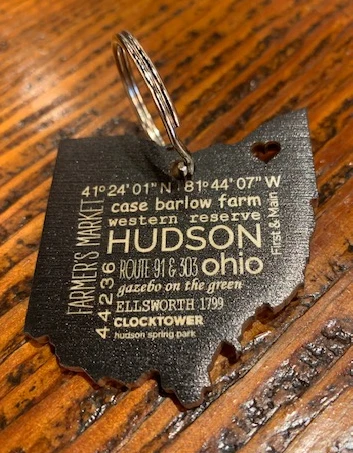 41° 24' 01" N 81° 44' 07" W
case barlow farm
western reserve
HUDSON
ROUTE 91 & 303 ohio
gazebo on the green
ELLSWORTH 1799
CLOCKTOWER
hudson spring park
FARMER'S MARKET
44236
First & Main